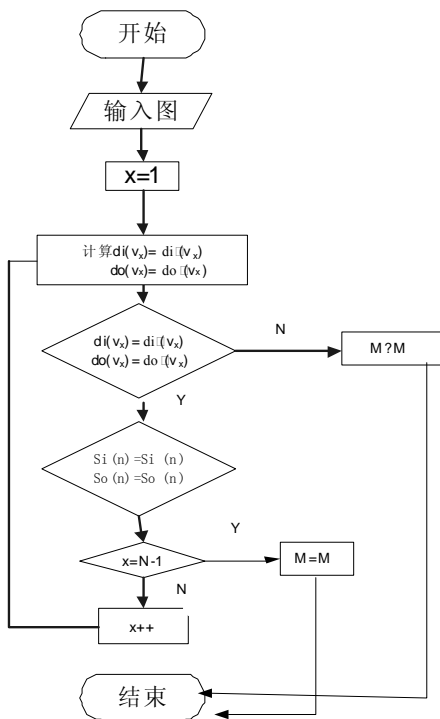 开始
输入图
x=1
计算di(vx)= di□(vx)
do(vx)= do□(vx)
di(vx)= di□(vx)
do(vx)= do□(vx)
N
M?M
Y
Si(n)=Si (n)
So(n)=So(n)
Y
x=N-1
M=M
N
x++
结束